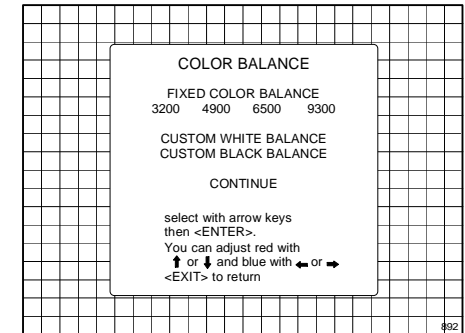 COLOR BALANCE
FIXED COLOR BALANCE
3200 4900 6500 9300
CUSTOM WHITE BALANCE
CUSTOM BLACK BALANCE
CONTINUE
select with arrow keys
then <ENTER>.
You can adjust red with
⬆ or ⬇ and blue with ⬅ or ➡
<EXIT> to return
892